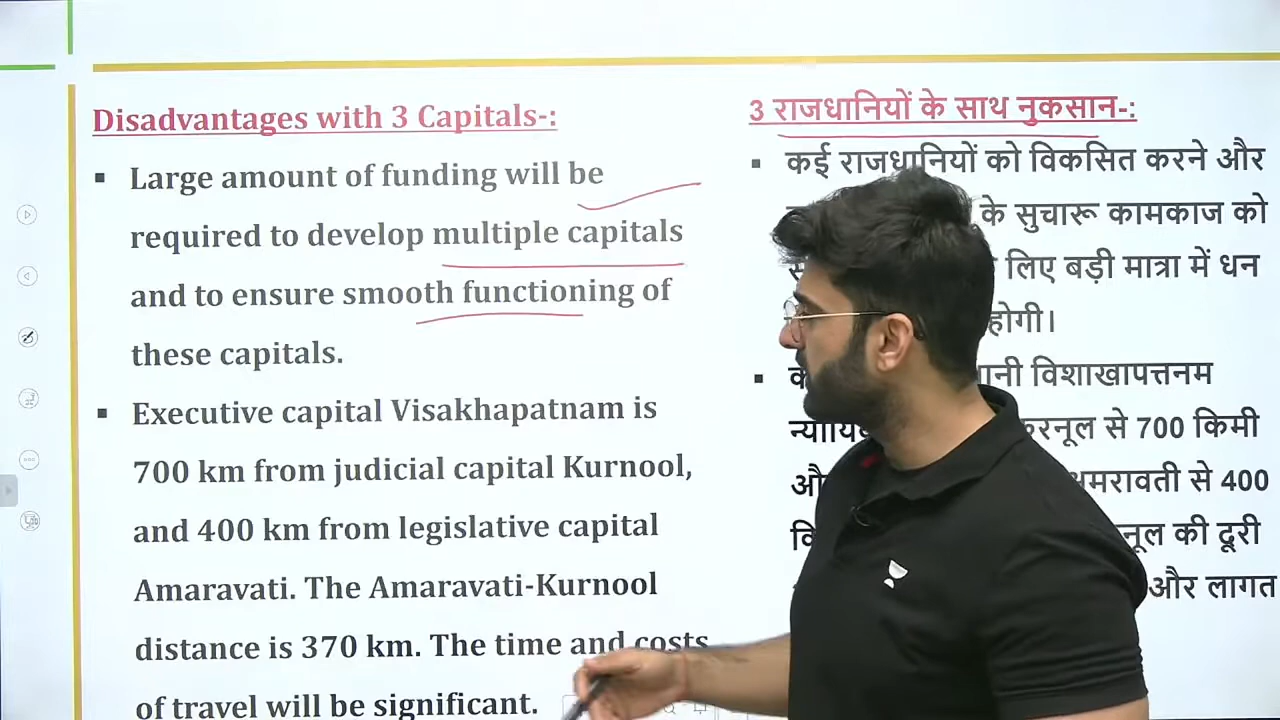 Disadvantages with 3 Capitals-:
▪ Large amount of funding will be
required to develop multiple capitals
and to ensure smooth functioning of
these capitals.
▪ Executive capital Visakhapatnam is
700 km from judicial capital Kurnool,
and 400 km from legislative capital
Amaravati. The Amaravati-Kurnool
distance is 370 km. The time and costs
of travel will be significant.
3 राजधानियों के साथ नुकसान-:
▪ कई राजधानियों को विकसित करने और
के सुचारू कामकाज को
लिए बड़ी मात्रा में धन
होगी।
▪ विशाखापत्तनम
से 700 किमी
अमरावती से 400
की दूरी
और लागत